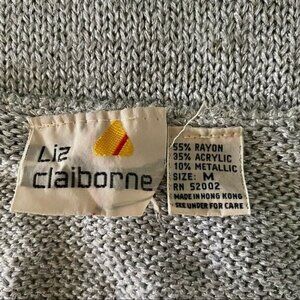 Liz
claiborne
55% RAYON
35% ACRYLIC
10% METALLIC
SIZE: M
RN 52002
MADE IN HONG KONG
SEE UNDER FOR CARE